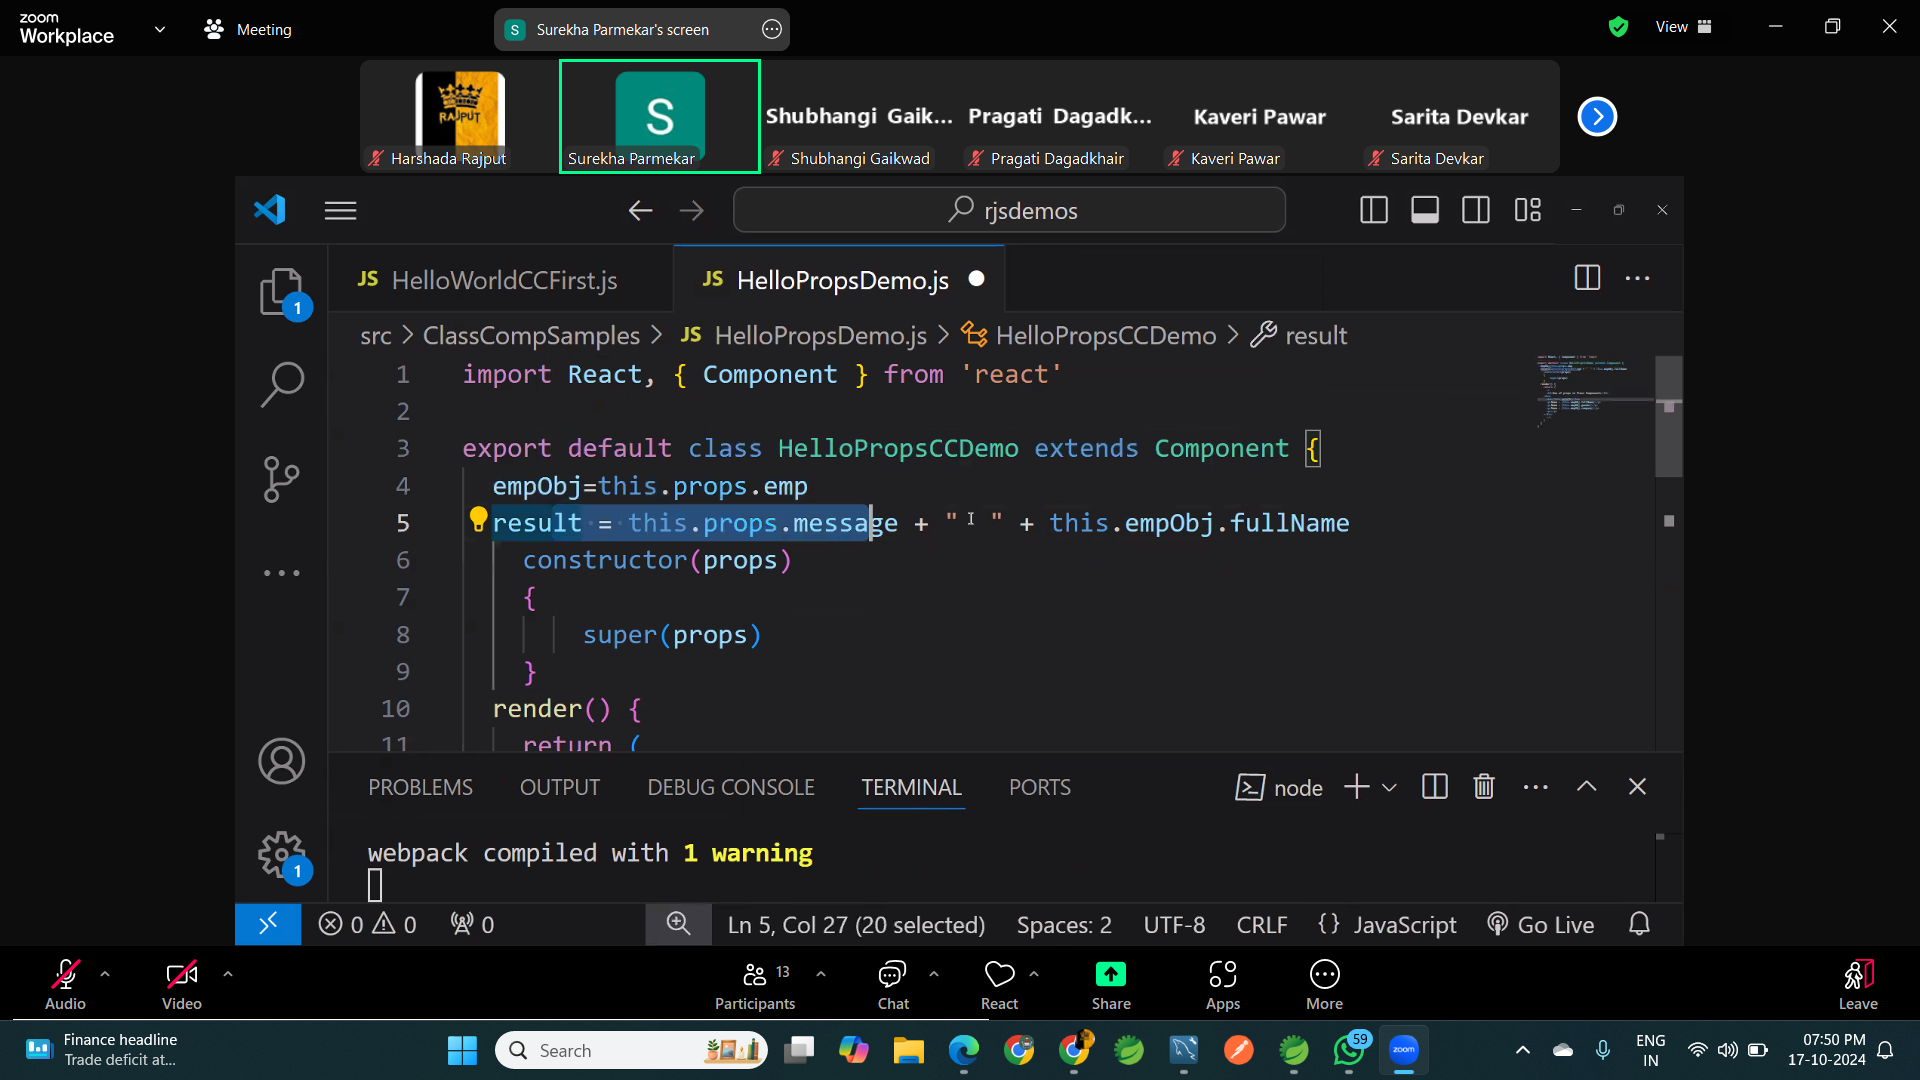 zoom
Workplace
Meeting
S Surekha Parmekar's screen
View
RAJPUT
S
Shubhangi Gaik...
Pragati Dagadk...
Kaveri Pawar
Sarita Devkar
Harshada Rajput
Surekha Parmekar
Shubhangi Gaikwad
Pragati Dagadkhair
Kaveri Pawar
Sarita Devkar
rjsdemos
JS HelloWorldCCFirst.js
JS HelloPropsDemo.js
1
src > ClassCompSamples > JS HelloPropsDemo.js > HelloPropsCCDemo > result
1 import React, { Component } from 'react'
2
3 export default class HelloPropsCCDemo extends Component {
4 empObj=this.props.emp
5 result = this.props.message + " " + this.empObj.fullName
6 constructor(props)
7 {
8 super(props)
9 }
10 render() {
11 return (
PROBLEMS OUTPUT DEBUG CONSOLE TERMINAL PORTS
node
webpack compiled with 1 warning
1
0 0 0
Ln 5, Col 27 (20 selected) Spaces: 2 UTF-8 CRLF {} JavaScript Go Live
Audio
Video
13
Participants
Chat
React
Share
Apps
More
Leave
Finance headline
Trade deficit at...
Search
59
zoom
ENG
IN
07:50 PM
17-10-2024